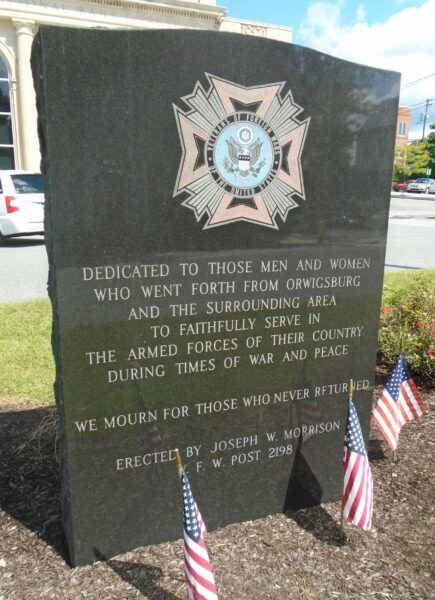 VETERANS OF FOREIGN WARS
OF THE UNITED STATES
DEDICATED TO THOSE MEN AND WOMEN
WHO WENT FORTH FROM ORWIGSBURG
AND THE SURROUNDING AREA
TO FAITHFULLY SERVE IN
THE ARMED FORCES OF THEIR COUNTRY
DURING TIMES OF WAR AND PEACE
WE MOURN FOR THOSE WHO NEVER RETURNED
ERECTED BY JOSEPH W. MORRISON
F. W. POST 2198